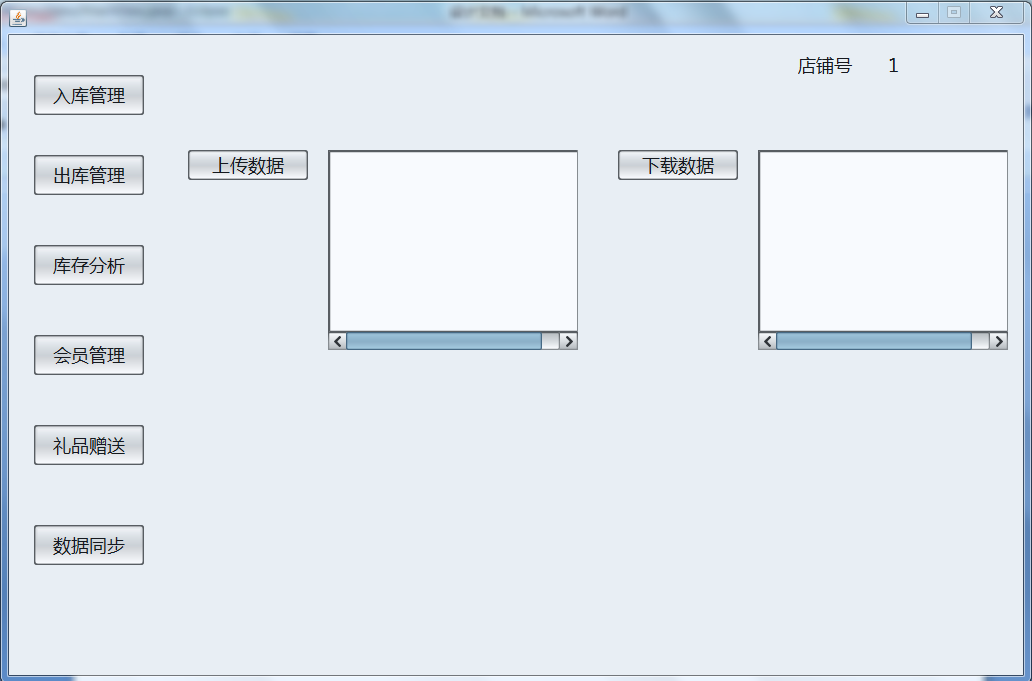 店铺号 1
入库管理
出库管理
上传数据
下载数据
库存分析
会员管理
礼品赠送
数据同步